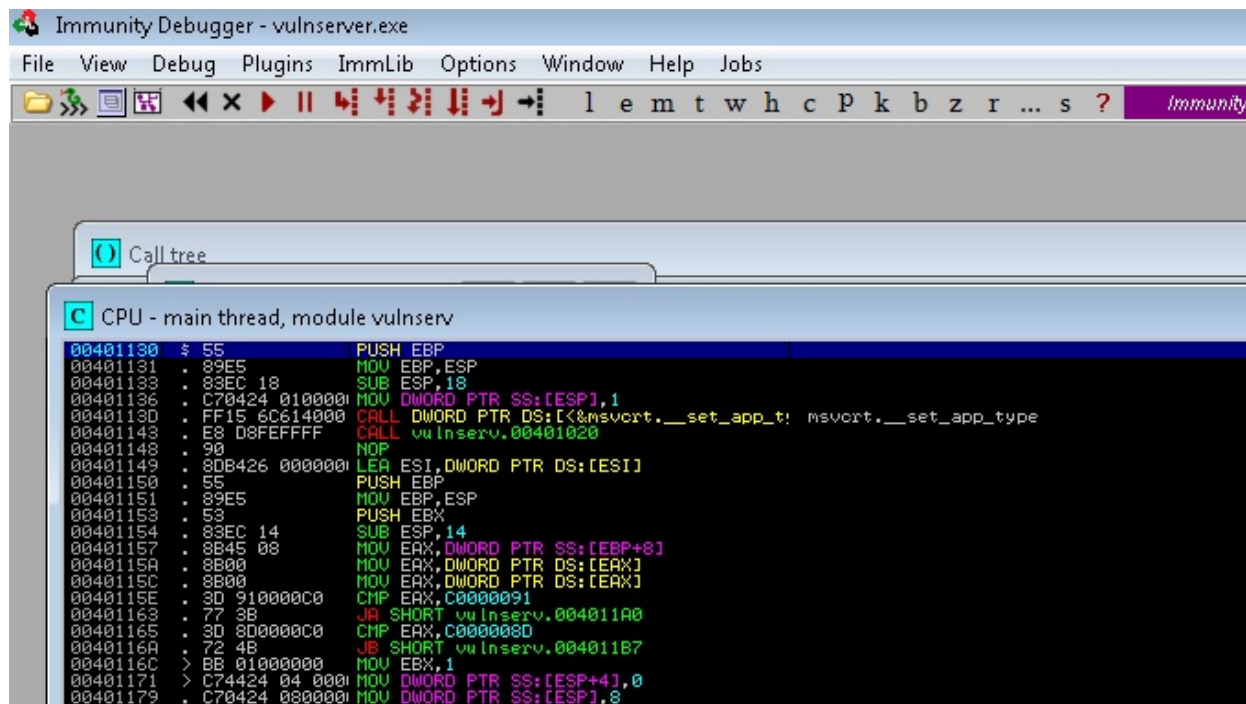 Immunity Debugger - vulnserver.exe
File View Debug Plugins ImmLib Options Window Help Jobs
l e m t w h c P k b z r ... s ? Immunity
Call tree
C CPU - main thread, module vulnserv
00401130 $ 55 PUSH EBP
00401131 . 89E5 MOV EBP,ESP
00401133 . 83EC 18 SUB ESP,18
00401136 . C70424 010000 MOV DWORD PTR SS:[ESP],1
0040113D . FF15 6C614000 CALL DWORD PTR DS:[<&msvcrt.__set_app_t msvcrt.__set_app_type
00401143 . E8 D8FEFFFF CALL vulnserv.00401020
00401148 . 90 NOP
00401149 . 8DB426 000000 LEA ESI,DWORD PTR DS:[ESI]
00401150 . 55 PUSH EBP
00401151 . 89E5 MOV EBP,ESP
00401153 . 53 PUSH EBX
00401154 . 83EC 14 SUB ESP,14
00401157 . 8B45 08 MOV EAX,DWORD PTR SS:[EBP+8]
0040115A . 8B00 MOV EAX,DWORD PTR DS:[EAX]
0040115C . 8B00 MOV EAX,DWORD PTR DS:[EAX]
0040115E . 3D 910000C0 CMP EAX,C0000091
00401163 . 77 3B JA SHORT vulnserv.004011A0
00401165 . 3D 8D0000C0 CMP EAX,C000008D
0040116A . 72 4B JB SHORT vulnserv.004011B7
0040116C > BB 01000000 MOV EBX,1
00401171 > C74424 04 000 MOV DWORD PTR SS:[ESP+4],0
00401179 . C70424 080000 MOV DWORD PTR SS:[ESP],8